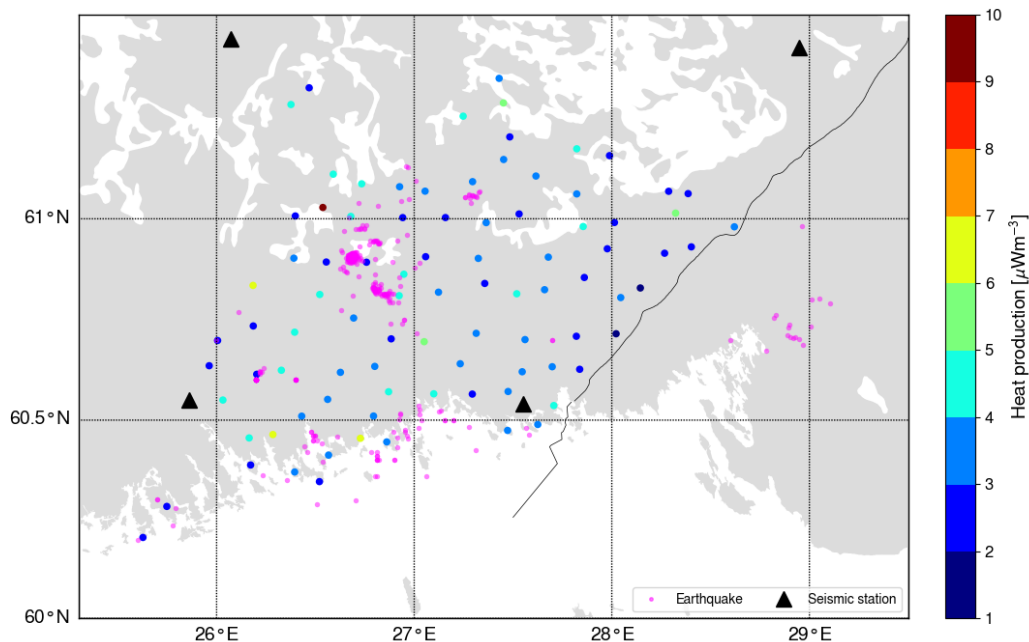 61°N
60.5°N
60°N
26°E
27°E
28°E
29°E
Earthquake
Seismic station
10
9
8
7
6
5
4
3
2
1
Heat production [μWm⁻³]